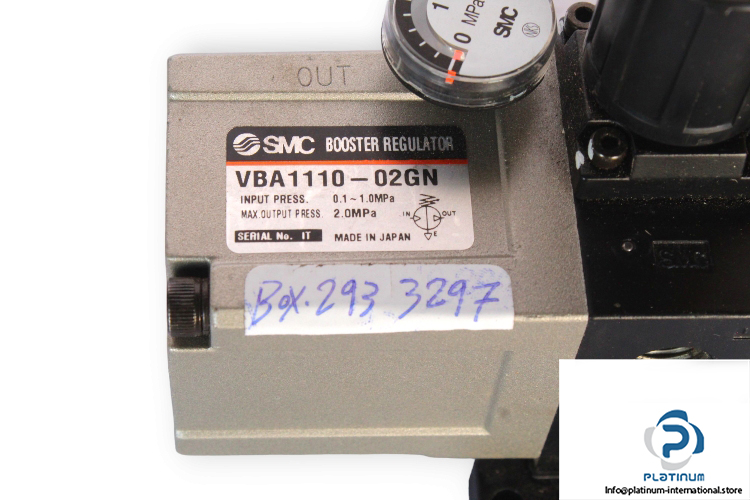 1
0 MPa
SMC
OUT
SMC BOOSTER REGULATOR
VBA1110-02GN
INPUT PRESS. 0.1~1.0MPa
MAX.OUTPUT PRESS. 2.0MPa
IN OUT
E
SERIAL No. IT MADE IN JAPAN
SMC
Box.293 3297
PLATINUM
Info@platinum-international.store